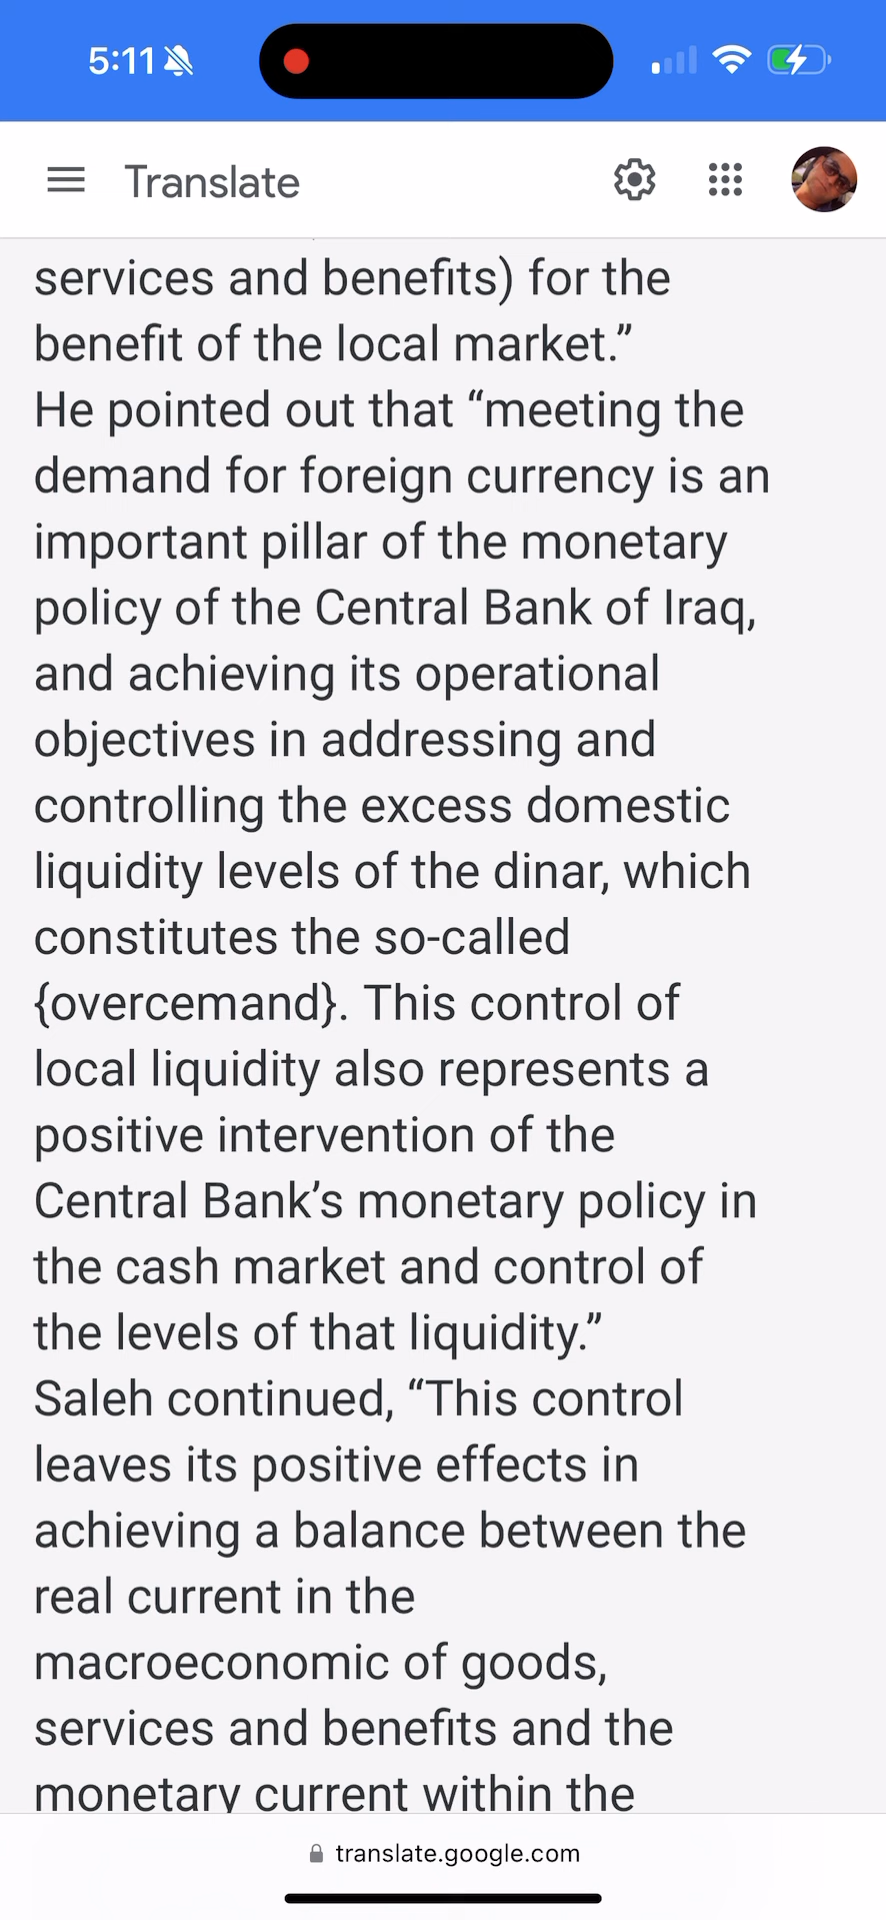 5:11
Translate
services and benefits) for the
benefit of the local market.”
He pointed out that “meeting the
demand for foreign currency is an
important pillar of the monetary
policy of the Central Bank of Iraq,
and achieving its operational
objectives in addressing and
controlling the excess domestic
liquidity levels of the dinar, which
constitutes the so-called
{overcemand}. This control of
local liquidity also represents a
positive intervention of the
Central Bank’s monetary policy in
the cash market and control of
the levels of that liquidity.”
Saleh continued, “This control
leaves its positive effects in
achieving a balance between the
real current in the
macroeconomic of goods,
services and benefits and the
monetary current within the
translate.google.com